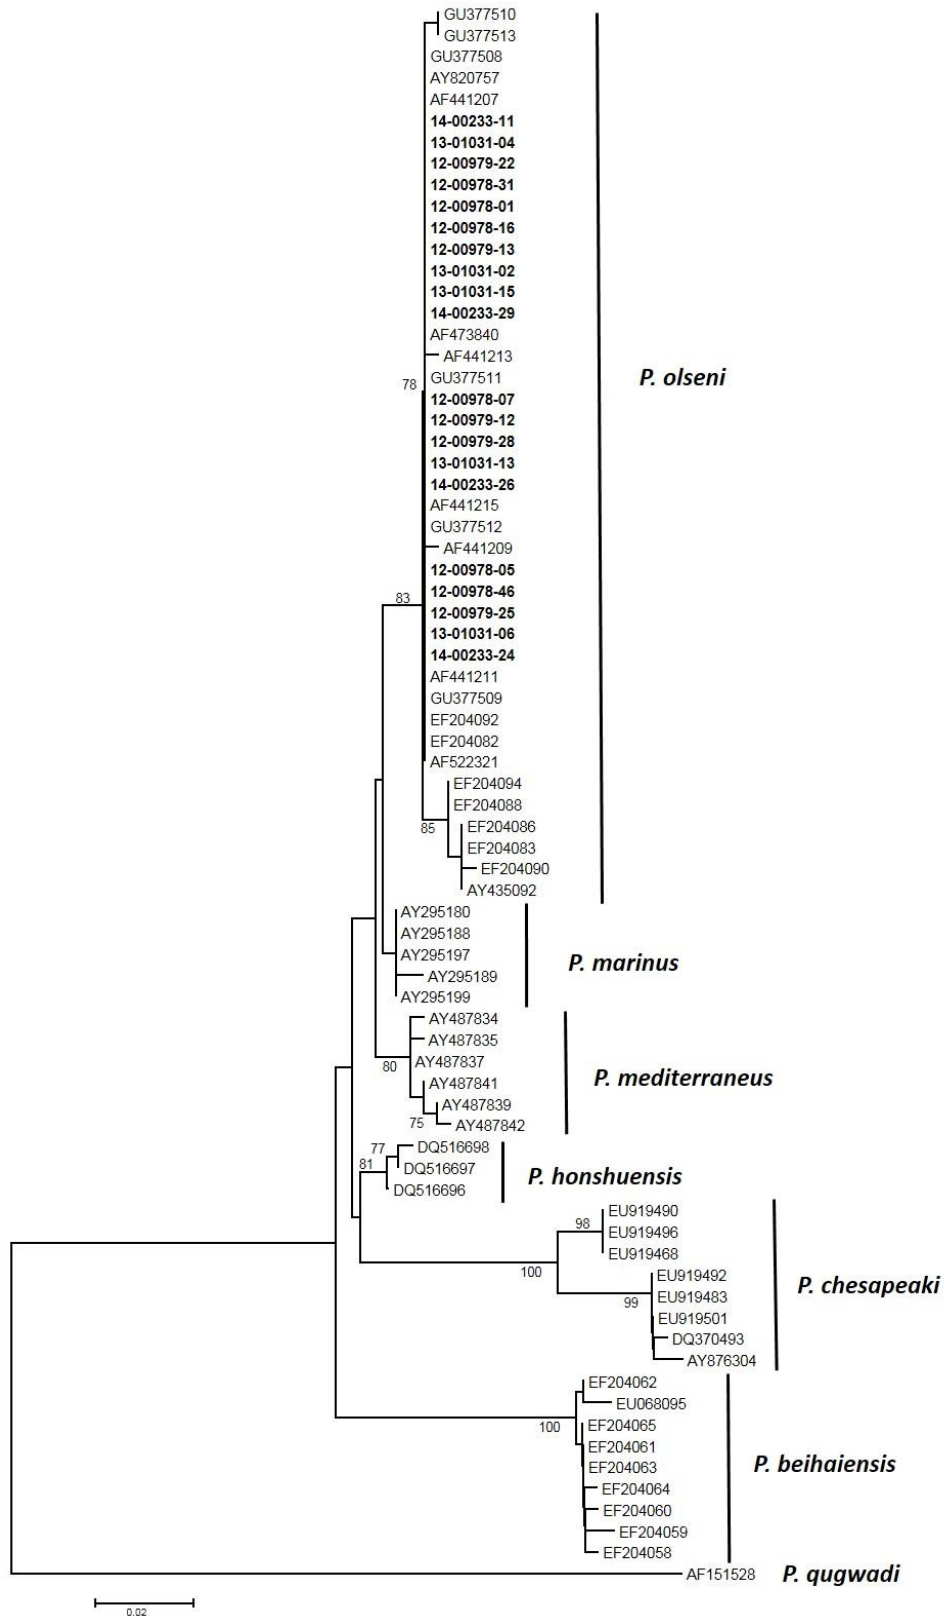 GU377510
GU377513
GU377508
AY820757
AF441207
14-00233-11
13-01031-04
12-00979-22
12-00978-31
12-00978-01
12-00978-16
12-00979-13
13-01031-02
13-01031-15
14-00233-29
AF473840
AF441213
GU377511
P. olseni
78
12-00978-07
12-00979-12
12-00979-28
13-01031-13
14-00233-26
AF441215
GU377512
AF441209
12-00978-05
12-00978-46
83
12-00979-25
13-01031-06
14-00233-24
AF441211
GU377509
EF204092
EF204082
AF522321
EF204094
EF204088
85
EF204086
EF204083
EF204090
AY435092
AY295180
AY295188
AY295197
P. marinus
AY295189
AY295199
AY487834
AY487835
AY487837
80
P. mediterraneus
AY487841
AY487839
75
AY487842
77
DQ516698
81
DQ516697
P. honshuensis
DQ516696
EU919490
98
EU919496
EU919468
100
EU919492
P. chesapeaki
EU919483
99
EU919501
DQ370493
AY876304
EF204062
EU068095
100
EF204065
EF204061
EF204063
P. beihaiensis
EF204064
EF204060
EF204059
EF204058
AF151528
P. qugwadi
0.02